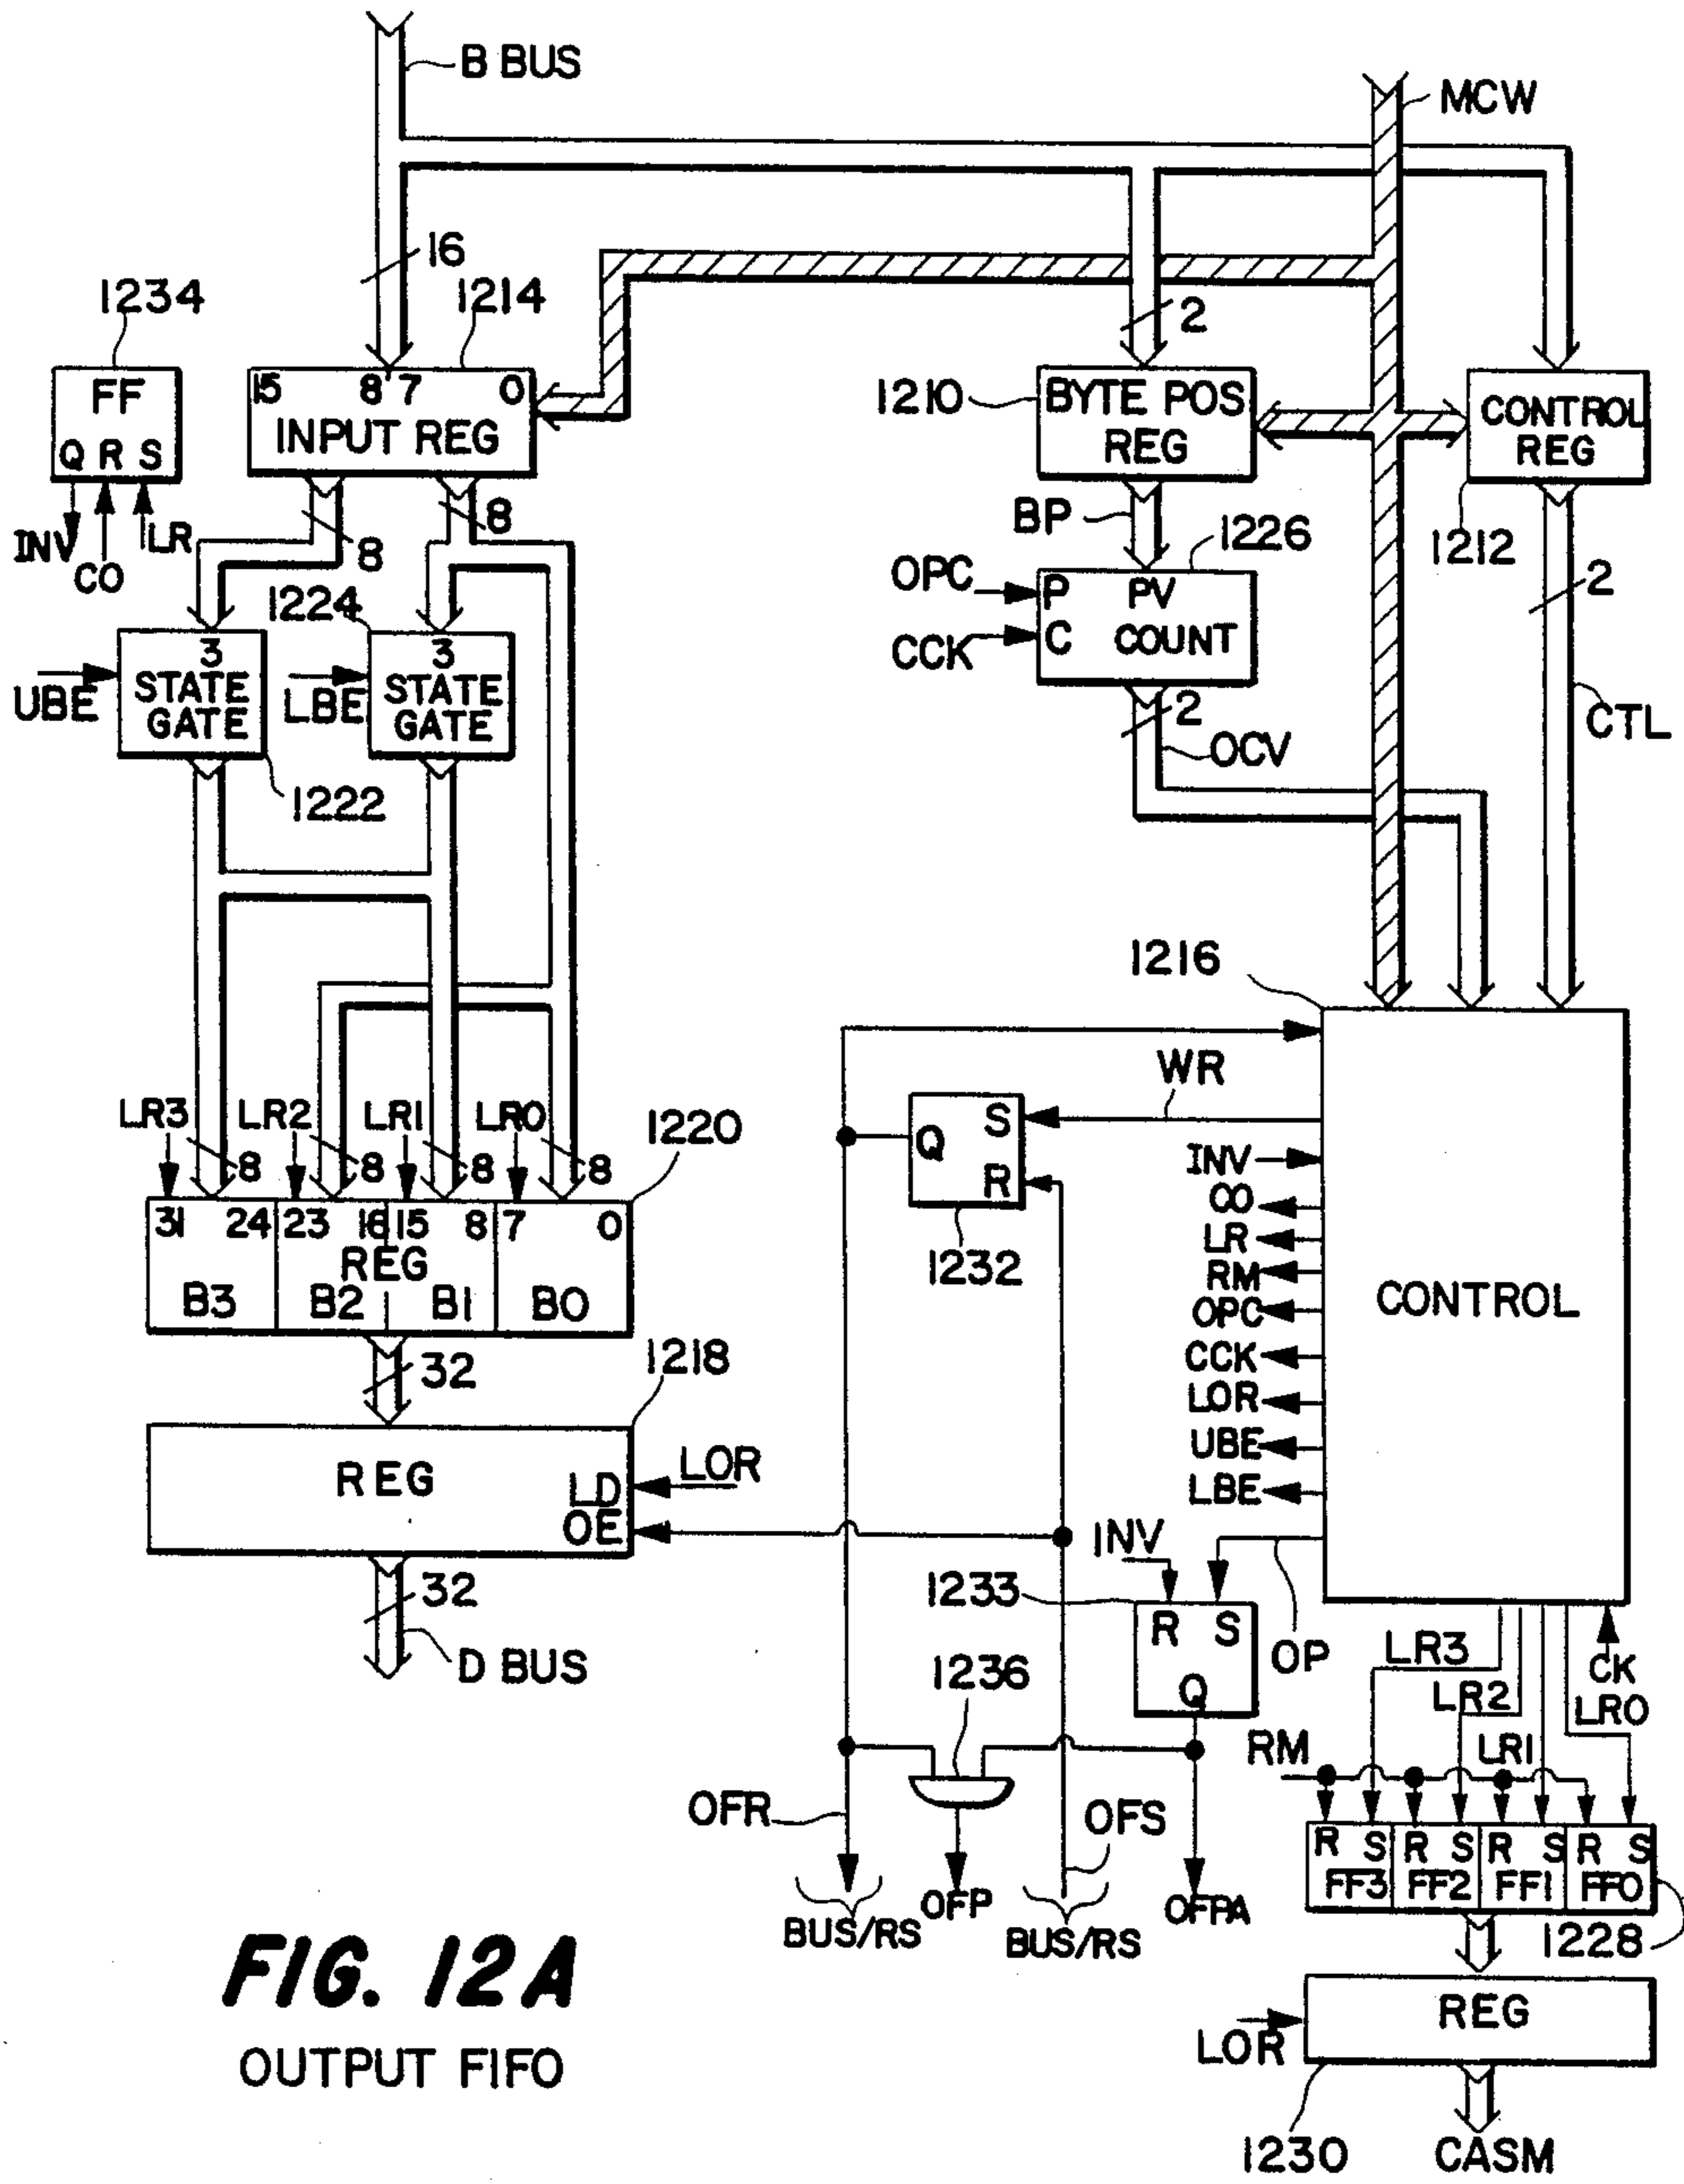 B BUS
MCW
16
1234
1214
2
FF
Q R S
15 8 7 0
INPUT REG
1210
BYTE POS
REG
CONTROL
REG
INV
CO
LR
8
8
BP
1226
1212
OPC
P PV
2
CCK
C COUNT
1224
3
STATE
GATE
3
STATE
GATE
UBE
LBE
2
OCV
CTL
1222
1216
WR
LR3
LR2
LR1
LR0
1220
8
8
8
8
S
Q
R
1232
INV
CO
LR
RM
OPC
CCK
LOR
UBE
LBE
CONTROL
31 24 23 16 15 8 7 0
REG
B3 B2 B1 B0
32
1218
REG
LD
OE
LOR
INV
1233
R S
Q
OP
32
D BUS
1236
LR3
LR2
CK
LR0
RM
LR1
OFR
OFS
R S R S R S R S
FF3 FF2 FF1 FF0
BUS/RS
OFP
BUS/RS
OFPA
1228
REG
LOR
1230
CASM
FIG. 12A
OUTPUT FIFO